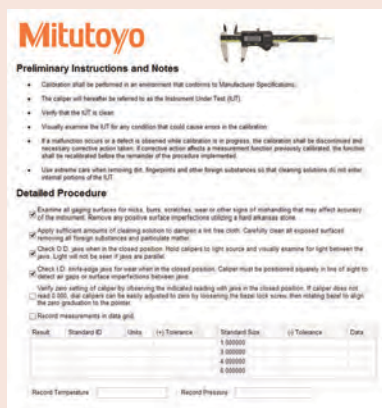 Mitutoyo
Preliminary Instructions and Notes
• Calibration shall be performed in an environment that conforms to Manufacturer Specifications.
• The caliper will hereafter be referred to as the Instrument Under Test (IUT).
• Verify that the IUT is clean.
• Visually examine the IUT for any condition that could cause errors in the calibration.
• If a malfunction occurs or a defect is observed while calibration is in progress, the calibration shall be discontinued and
necessary corrective action taken; if corrective action affects a measurement function previously calibrated, the function
shall be recalibrated before the remainder of the procedure implemented.
• Use extreme care when removing dirt, fingerprints and other foreign substances so that cleaning solutions do not enter
internal portions of the IUT.
Detailed Procedure
Examine all gaging surfaces for nicks, burrs, scratches, wear or other signs of mishandling that may affect accuracy
of the instrument. Remove any positive surface imperfections utilizing a hard arkansas stone.
Apply sufficient amounts of cleaning solution to dampen a lint free cloth. Carefully clean all exposed surfaces
removing all foreign substances and particulate matter.
Check O.D. jaws when in the closed position. Hold calipers to light source and visually examine for light between the
jaws. Light will not be seen if jaws are parallel.
Check I.D. knife-edge jaws for wear when in the closed position. Caliper must be positioned squarely in line of sight to
detect air gaps or surface imperfections between jaws.
Verify zero setting of caliper by observing the indicated reading with jaws in the closed position. If caliper does not
read 0.000, dial calipers can be easily adjusted to zero by loosening the bezel lock screw, then rotating bezel to align
the zero graduation to the pointer.
Record measurements in data grid.
Result Standard ID Units (+) Tolerance Standard Size (-) Tolerance Data
1.000000
3.000000
4.000000
6.000000
Record Temperature Record Pressure